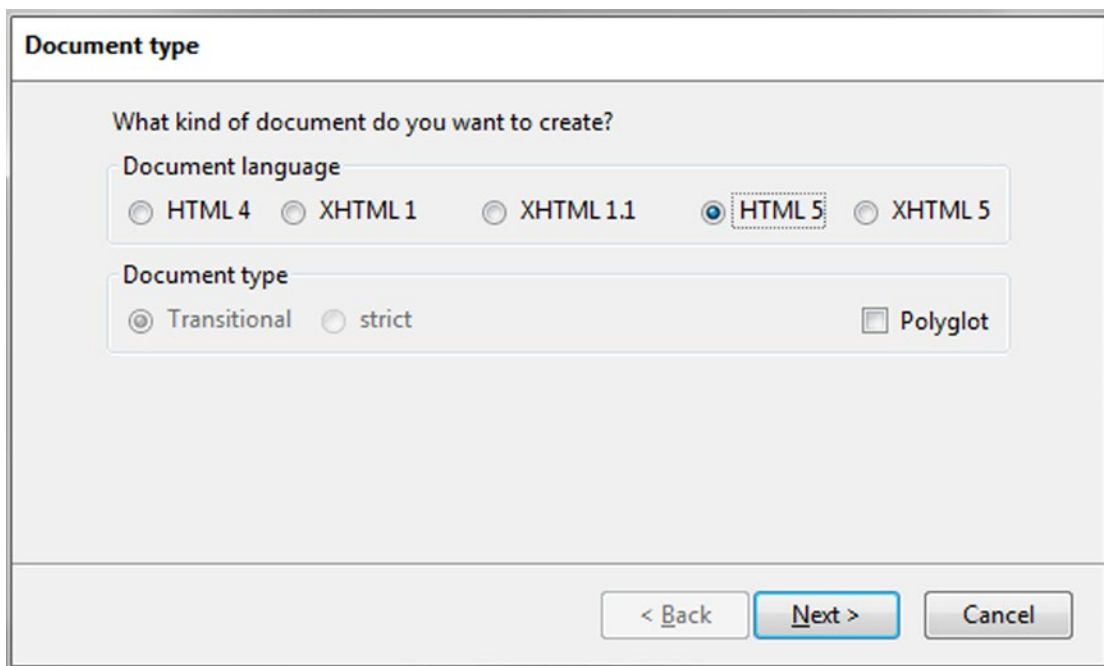 Document type
What kind of document do you want to create?
Document language
HTML 4 XHTML 1 XHTML 1.1 HTML 5 XHTML 5
Document type
Transitional strict Polyglot
< Back Next > Cancel